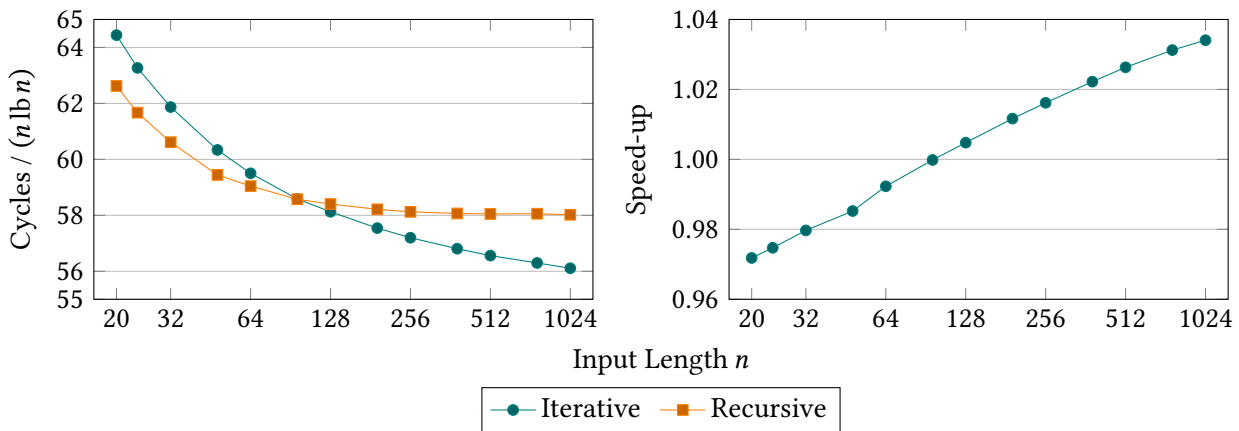 Cycles / (n lb n)
65
64
62
60
58
56
55
20 32 64 128 256 512 1024
Speed-up
1.04
1.02
1.00
0.98
0.96
20 32 64 128 256 512 1024
Input Length n
Iterative Recursive